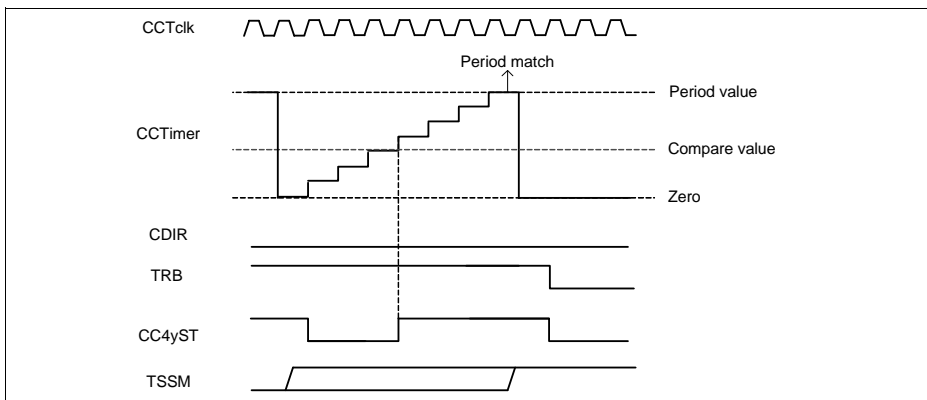 CCTclk
Period match
Period value
CCTimer
Compare value
Zero
CDIR
TRB
CC4yST
TSSM